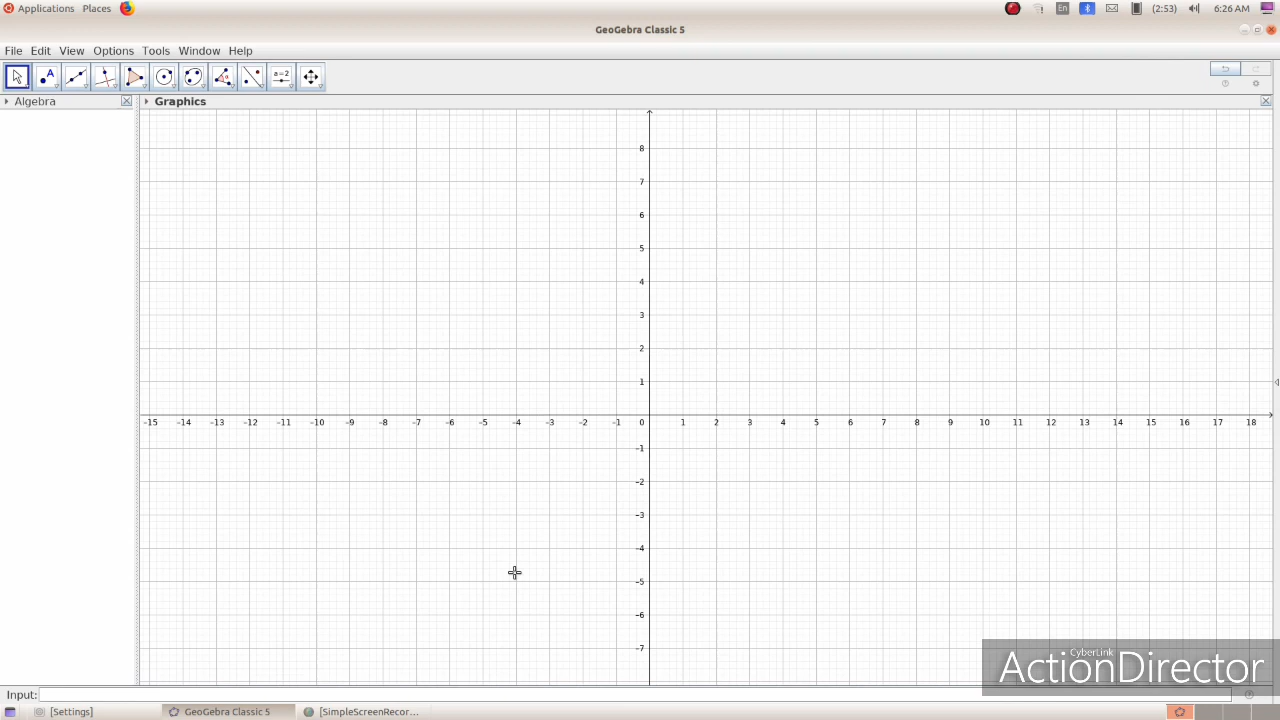 Applications Places En (2:53) 6:26 AM
GeoGebra Classic 5
File Edit View Options Tools Window Help
A a=2
Algebra Graphics
8
7
6
5
4
3
2
1
-15 -14 -13 -12 -11 -10 -9 -8 -7 -6 -5 -4 -3 -2 -1 0 1 2 3 4 5 6 7 8 9 10 11 12 13 14 15 16 17 18
-1
-2
-3
-4
-5
-6
-7
CyberLink
ActionDirector
Input:
[Settings] GeoGebra Classic 5 [SimpleScreenRecor...